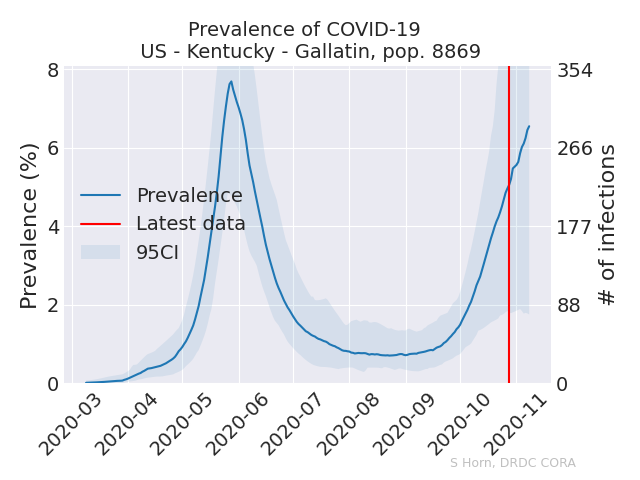 Prevalence of COVID-19
US - Kentucky - Gallatin, pop. 8869
Prevalence (%)
8
6
4
2
0
354
266
177
88
0
# of infections
Prevalence
Latest data
95CI
2020-03
2020-04
2020-05
2020-06
2020-07
2020-08
2020-09
2020-10
2020-11
S Horn, DRDC CORA